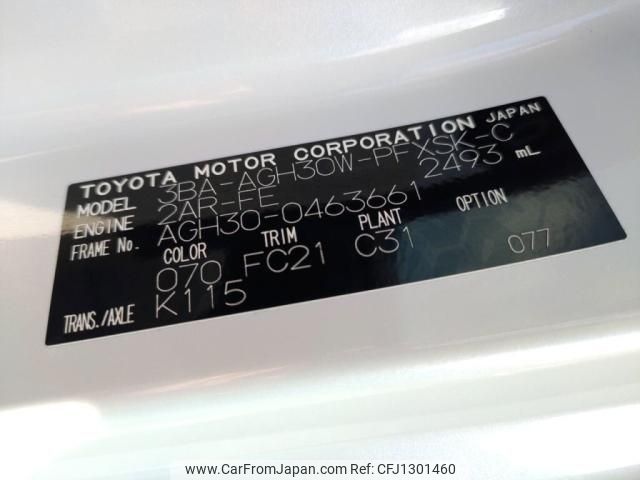 TOYOTA MOTOR CORPORATION JAPAN
MODEL 3BA-AGH30W-PFXSK-C
ENGINE 2AR-FE 2493 mL
FRAME No. AGH30-0463661
COLOR TRIM PLANT OPTION
070 FC21 C31 077
TRANS./AXLE K115
www.CarFromJapan.com - CFJ1301460